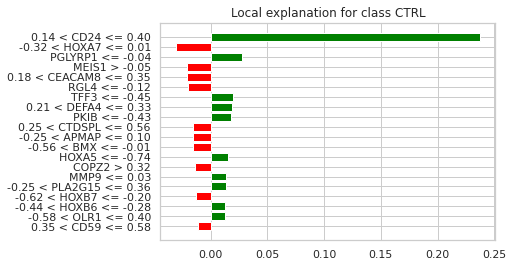 Local explanation for class CTRL
0.14 < CD24 <= 0.40
-0.32 < HOXA7 <= 0.01
PGLYRP1 <= -0.04
MEIS1 > -0.05
0.18 < CEACAM8 <= 0.35
RGL4 <= -0.12
TFF3 <= -0.45
0.21 < DEFA4 <= 0.33
PKIB <= -0.43
0.25 < CTDSPL <= 0.56
-0.25 < APMAP <= 0.10
-0.56 < BMX <= -0.01
HOXA5 <= -0.74
COPZ2 > 0.32
MMP9 <= 0.03
-0.25 < PLA2G15 <= 0.36
-0.62 < HOXB7 <= -0.20
-0.44 < HOXB6 <= -0.28
-0.58 < OLR1 <= 0.40
0.35 < CD59 <= 0.58
0.00 0.05 0.10 0.15 0.20 0.25